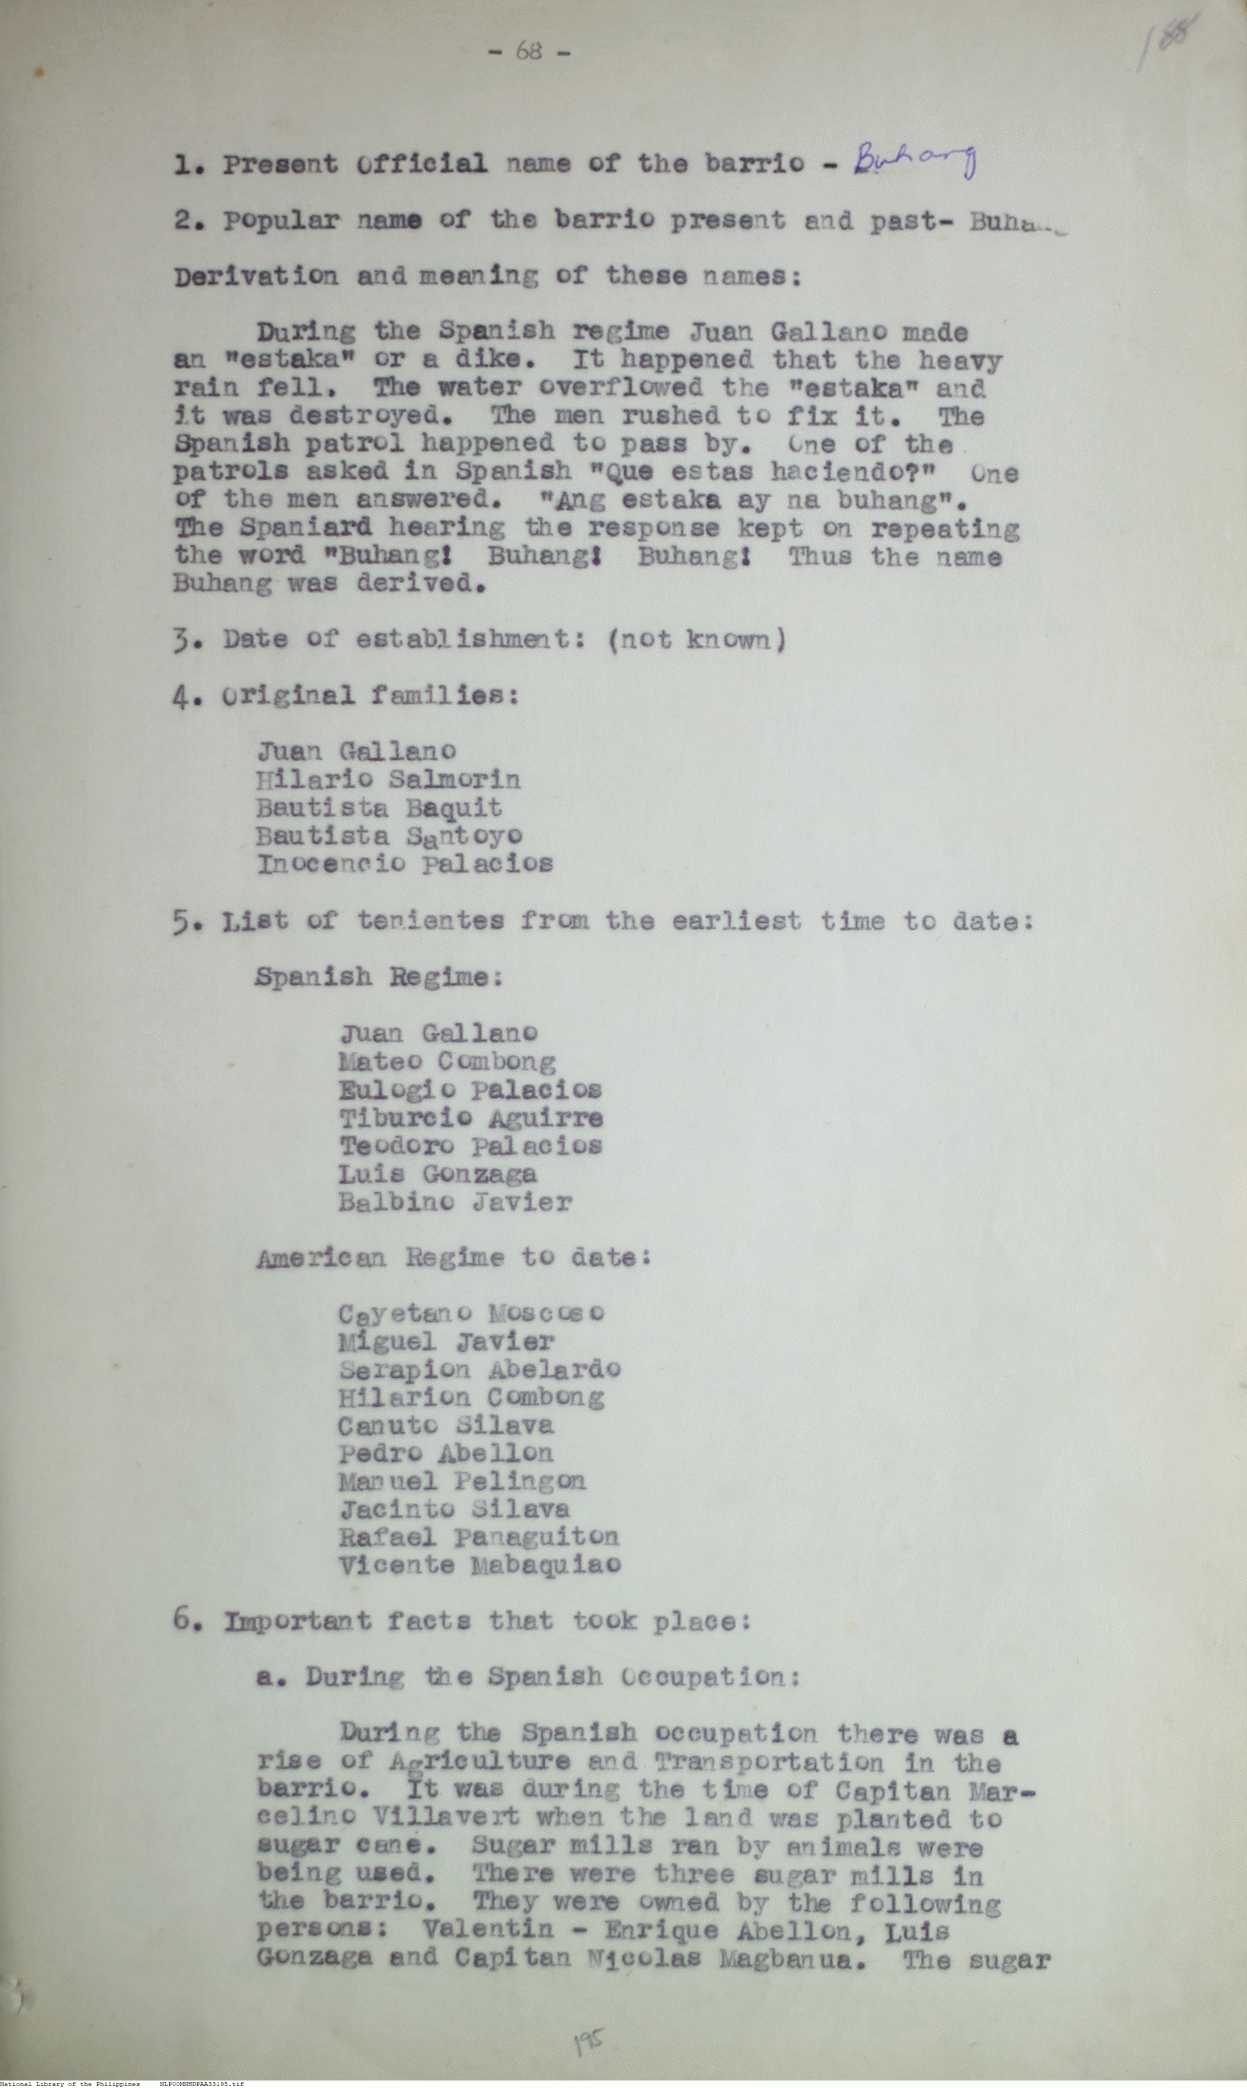 - 68 -
188
1. Present Official name of the barrio - Buhang
2. Popular name of the barrio present and past- Buhang
Derivation and meaning of these names:
During the Spanish regime Juan Gallano made
an "estaka" or a dike. It happened that the heavy
rain fell. The water overflowed the "estaka" and
it was destroyed. The men rushed to fix it. The
Spanish patrol happened to pass by. One of the
patrols asked in Spanish "Que estas haciendo?" One
of the men answered. "Ang estaka ay na buhang".
The Spaniard hearing the response kept on repeating
the word "Buhang! Buhang! Buhang! Thus the name
Buhang was derived.
3. Date of establishment: (not known)
4. Original families:
Juan Gallano
Hilario Salmorin
Bautista Baquit
Bautista Santoyo
Inocencio Palacios
5. List of tenientes from the earliest time to date:
Spanish Regime:
Juan Gallano
Mateo Combong
Eulogio Palacios
Tiburcio Aguirre
Teodoro Palacios
Luis Gonzaga
Balbino Javier
American Regime to date:
Cayetano Moscoso
Miguel Javier
Serapion Abelardo
Hilarion Combong
Canuto Silava
Pedro Abellon
Manuel Pelingon
Jacinto Silava
Rafael Panaguiton
Vicente Mabaquiao
6. Important facts that took place:
a. During the Spanish Occupation:
During the Spanish occupation there was a
rise of Agriculture and Transportation in the
barrio. It was during the time of Capitan Mar-
celino Villavert when the land was planted to
sugar cane. Sugar mills ran by animals were
being used. There were three sugar mills in
the barrio. They were owned by the following
persons: Valentin - Enrique Abellon, Luis
Gonzaga and Capitan Nicolas Magbanua. The sugar
195
National Library of the Philippines NLPOOMNHDPAA33195.tif